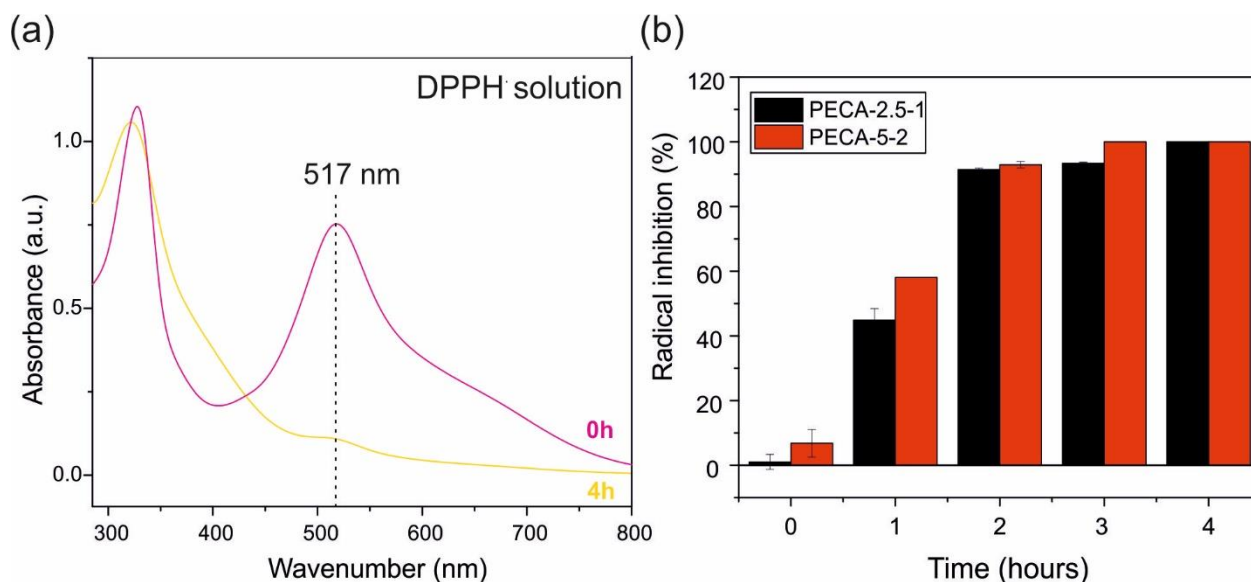 (a)
DPPH· solution
517 nm
1.0
0.5
0.0
Absorbance (a.u.)
0h
4h
300 400 500 600 700 800
Wavenumber (nm)
(b)
120
100
80
60
40
20
0
Radical inhibition (%)
PECA-2.5-1
PECA-5-2
0 1 2 3 4
Time (hours)